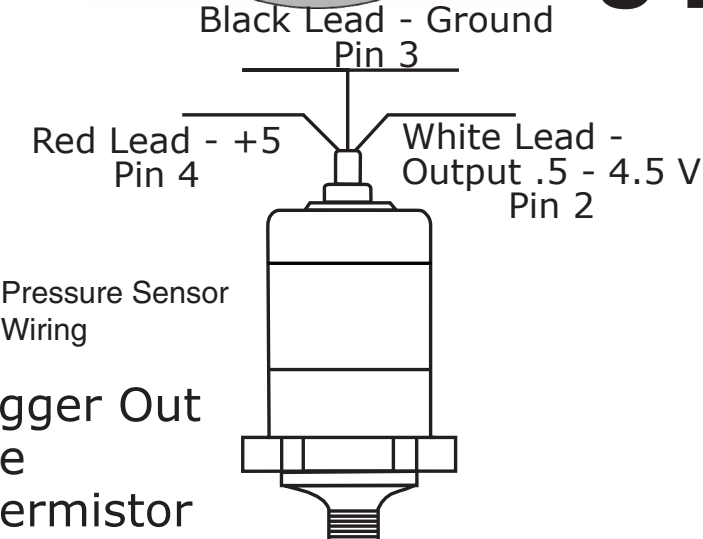 Black Lead - Ground
Pin 3
Red Lead - +5
Pin 4
White Lead -
Output .5 - 4.5 V
Pin 2
Pressure Sensor
Wiring
gger Out
e
ermistor